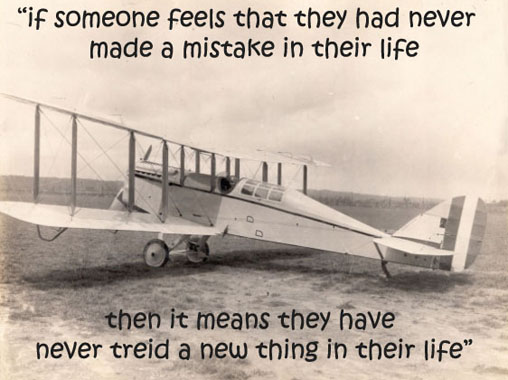 “if someone feels that they had never
made a mistake in their life
then it means they have
never treid a new thing in their life”